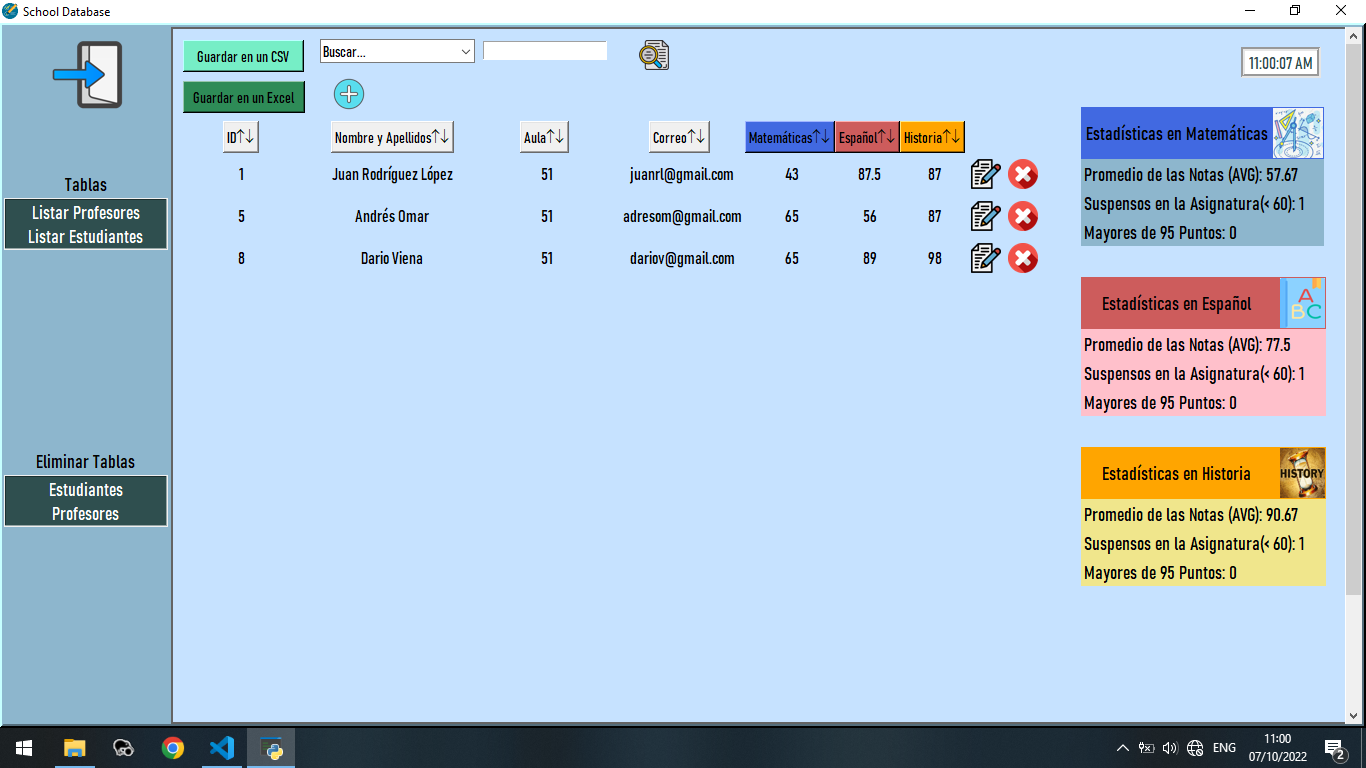 School Database
Guardar en un CSV
Buscar...
11:00:07 AM
Guardar en un Excel
ID↑↓ Nombre y Apellidos↑↓ Aula↑↓ Correo↑↓ Matemáticas↑↓ Español↑↓ Historia↑↓
1 Juan Rodríguez López 51 juanrl@gmail.com 43 87.5 87
5 Andrés Omar 51 adresom@gmail.com 65 56 87
8 Dario Viena 51 dariov@gmail.com 65 89 98
Tablas
Listar Profesores
Listar Estudiantes
Eliminar Tablas
Estudiantes
Profesores
Estadísticas en Matemáticas
Promedio de las Notas (AVG): 57.67
Suspensos en la Asignatura(< 60): 1
Mayores de 95 Puntos: 0
Estadísticas en Español
A
BC
Promedio de las Notas (AVG): 77.5
Suspensos en la Asignatura(< 60): 1
Mayores de 95 Puntos: 0
Estadísticas en Historia
HISTORY
Promedio de las Notas (AVG): 90.67
Suspensos en la Asignatura(< 60): 1
Mayores de 95 Puntos: 0
ENG
11:00
07/10/2022
2